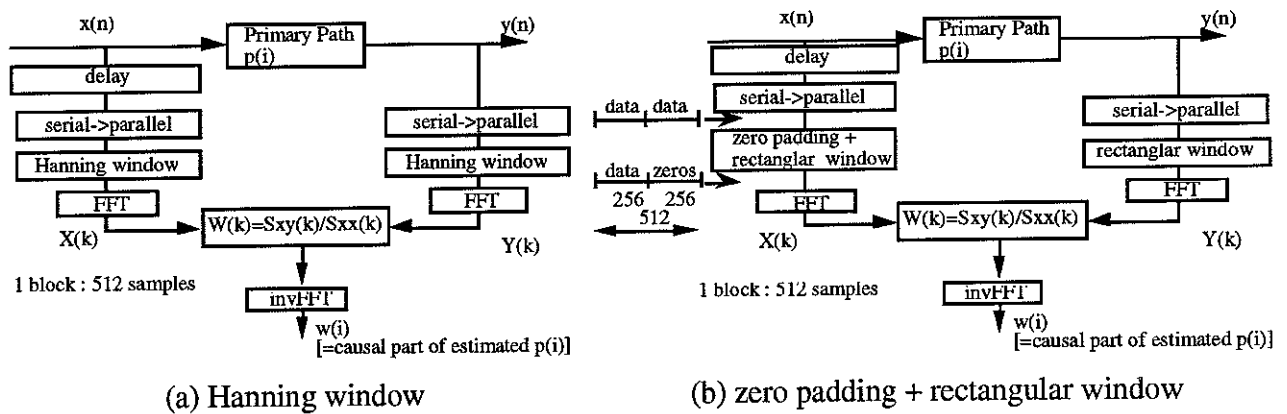 x(n)
y(n)
Primary Path
p(i)
delay
serial->parallel
serial->parallel
Hanning window
Hanning window
FFT
FFT
W(k)=Sxy(k)/Sxx(k)
X(k)
Y(k)
1 block : 512 samples
invFFT
w(i)
[=causal part of estimated p(i)]
(a) Hanning window
x(n)
y(n)
Primary Path
p(i)
delay
data data
serial->parallel
serial->parallel
zero padding +
rectanglar window
rectanglar window
data zeros
256 256
512
FFT
FFT
W(k)=Sxy(k)/Sxx(k)
X(k)
Y(k)
1 block : 512 samples
invFFT
w(i)
[=causal part of estimated p(i)]
(b) zero padding + rectangular window